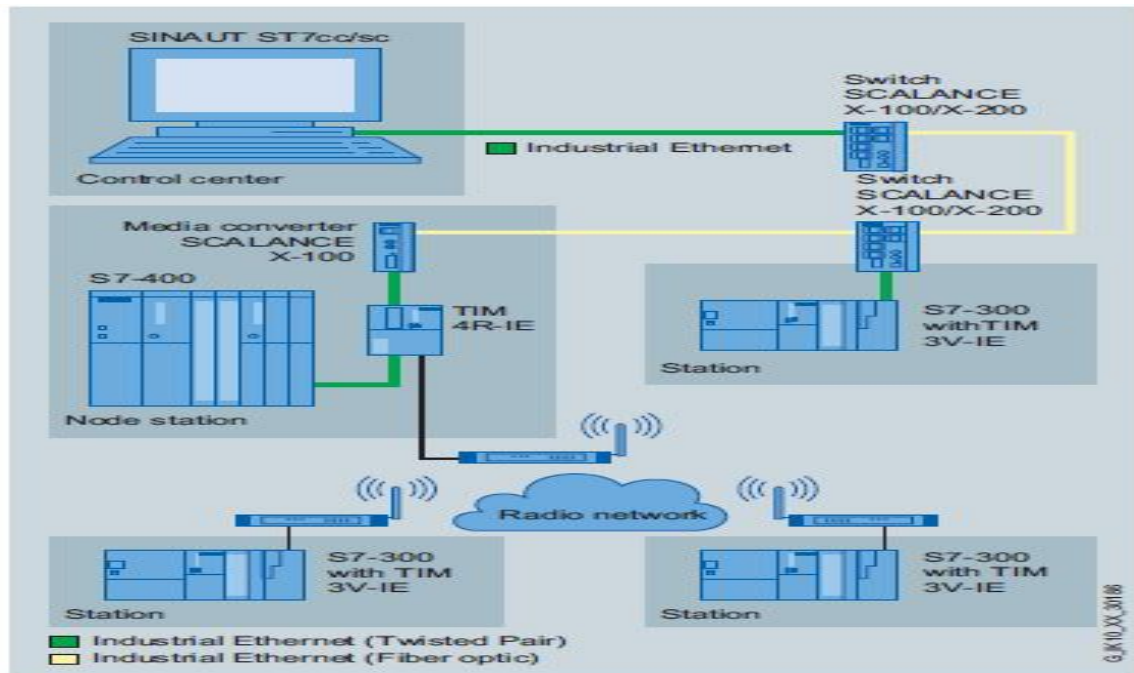 SINAUT ST7cc/sc
Control center
Industrial Ethernet
Switch
SCALANCE
X-100/X-200
Switch
SCALANCE
X-100/X-200
Media converter
SCALANCE
X-100
S7-400
TIM
4R-IE
Node station
S7-300
withTIM
3V-IE
Station
Radio network
S7-300
with TIM
3V-IE
Station
S7-300
with TIM
3V-IE
Station
Industrial Ethernet (Twisted Pair)
Industrial Ethernet (Fiber optic)
G_IK10_XX_30186